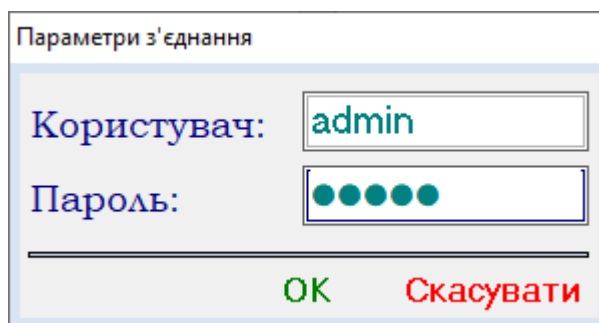 Параметри з'єднання
Користувач: admin
Пароль: ●●●●●
OK Скасувати